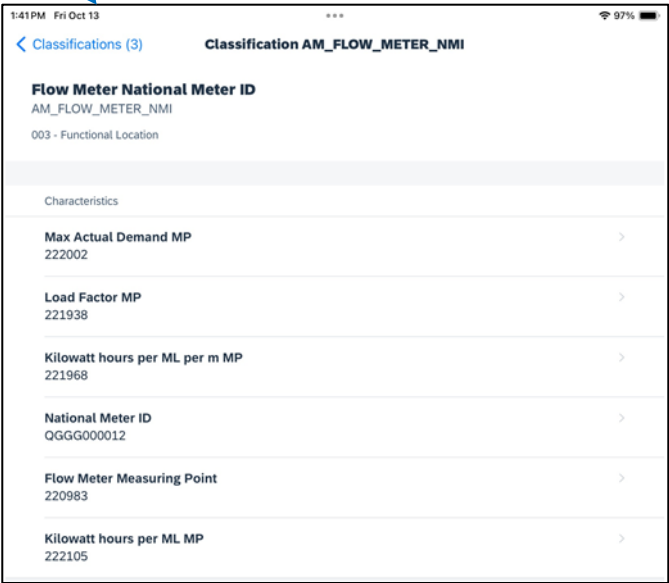 1:41 PM Fri Oct 13 97%
Classifications (3) Classification AM_FLOW_METER_NMI
Flow Meter National Meter ID
AM_FLOW_METER_NMI
003 - Functional Location
Characteristics
Max Actual Demand MP
222002
Load Factor MP
221938
Kilowatt hours per ML per m MP
221968
National Meter ID
QGGG000012
Flow Meter Measuring Point
220983
Kilowatt hours per ML MP
222105